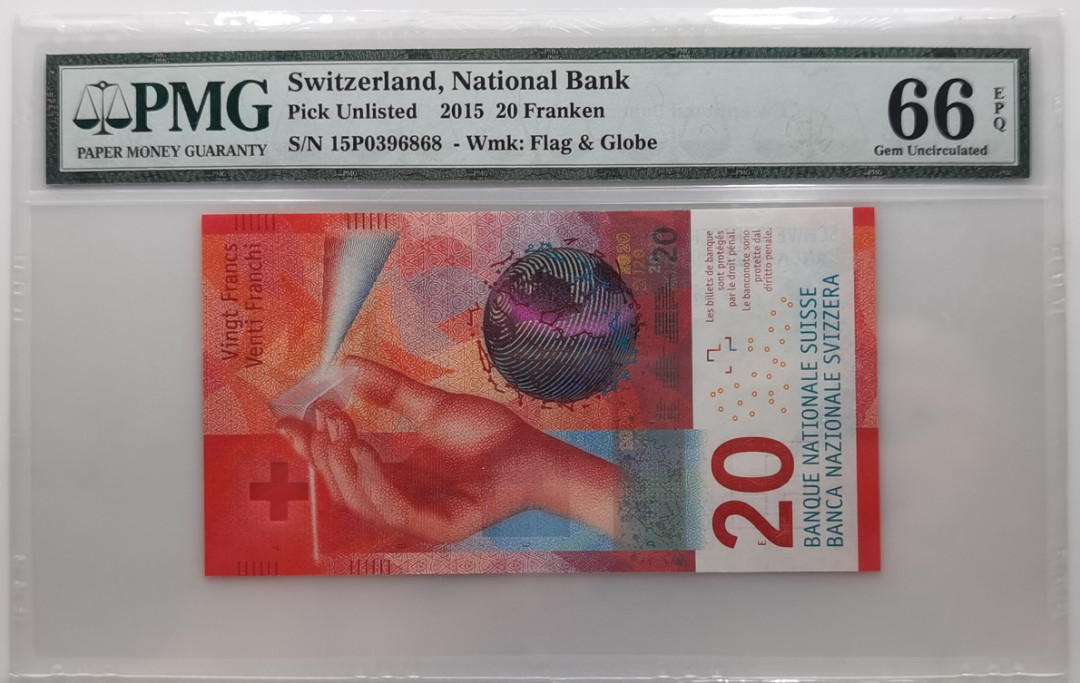 PMG
PAPER MONEY GUARANTY
Switzerland, National Bank
Pick Unlisted 2015 20 Franken
S/N 15P0396868 - Wmk: Flag & Globe
66
EPQ
Gem Uncirculated
Vingt Francs
Venti Franchi
20
Les billets de banque
sont protégés
par le droit pénal.
Le banconote sono
protette dal
diritto penale.
20
E
BANQUE NATIONALE SUISSE
BANCA NAZIONALE SVIZZERA